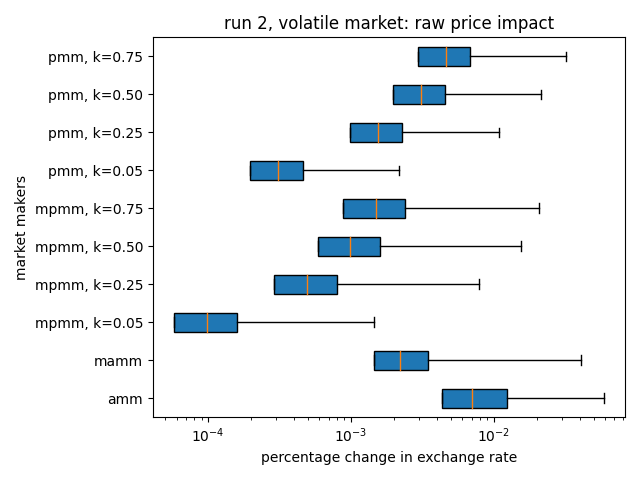 run 2, volatile market: raw price impact
pmm, k=0.75
pmm, k=0.50
pmm, k=0.25
pmm, k=0.05
mpmm, k=0.75
mpmm, k=0.50
mpmm, k=0.25
mpmm, k=0.05
mamm
amm
market makers
10⁻⁴ 10⁻³ 10⁻²
percentage change in exchange rate